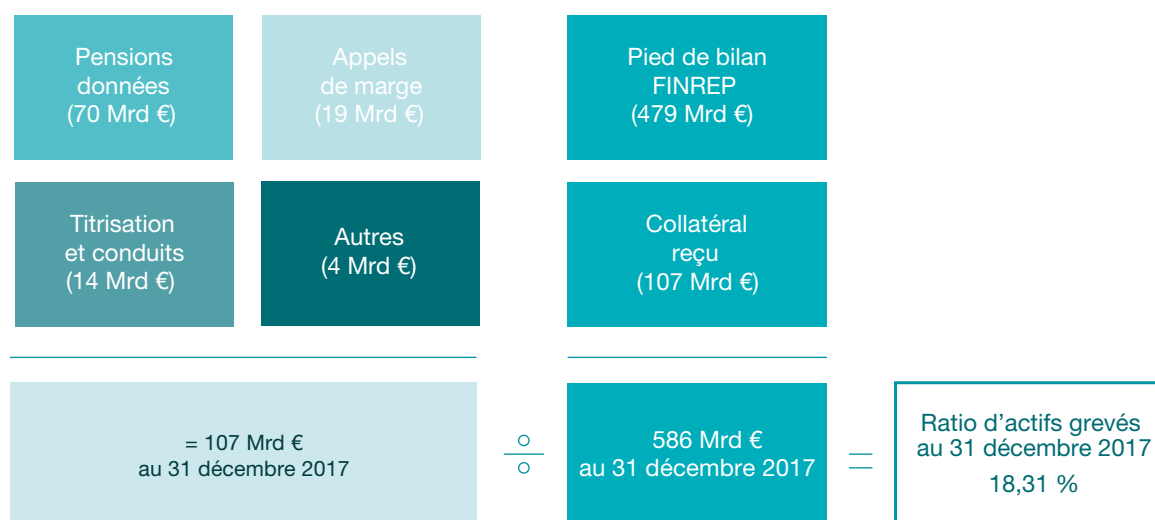 Pensions
données
(70 Mrd €)
Appels
de marge
(19 Mrd €)
Pied de bilan
FINREP
(479 Mrd €)
Titrisation
et conduits
(14 Mrd €)
Autres
(4 Mrd €)
Collatéral
reçu
(107 Mrd €)
= 107 Mrd €
au 31 décembre 2017
586 Mrd €
au 31 décembre 2017
Ratio d’actifs grevés
au 31 décembre 2017
18,31 %